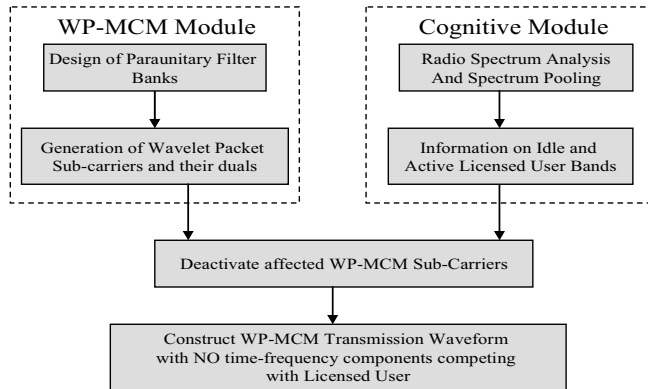 WP-MCM Module
Design of Paraunitary Filter
Banks
Generation of Wavelet Packet
Sub-carriers and their duals
Cognitive Module
Radio Spectrum Analysis
And Spectrum Pooling
Information on Idle and
Active Licensed User Bands
Deactivate affected WP-MCM Sub-Carriers
Construct WP-MCM Transmission Waveform
with NO time-frequency components competing
with Licensed User